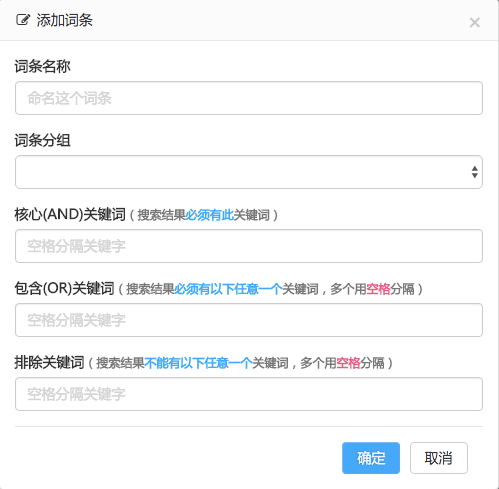 添加词条
词条名称
命名这个词条
词条分组
核心(AND)关键词（搜索结果必须有此关键词）
空格分隔关键字
包含(OR)关键词（搜索结果必须有以下任意一个关键词，多个用空格分隔）
空格分隔关键字
排除关键词（搜索结果不能有以下任意一个关键词，多个用空格分隔）
空格分隔关键字
确定 取消